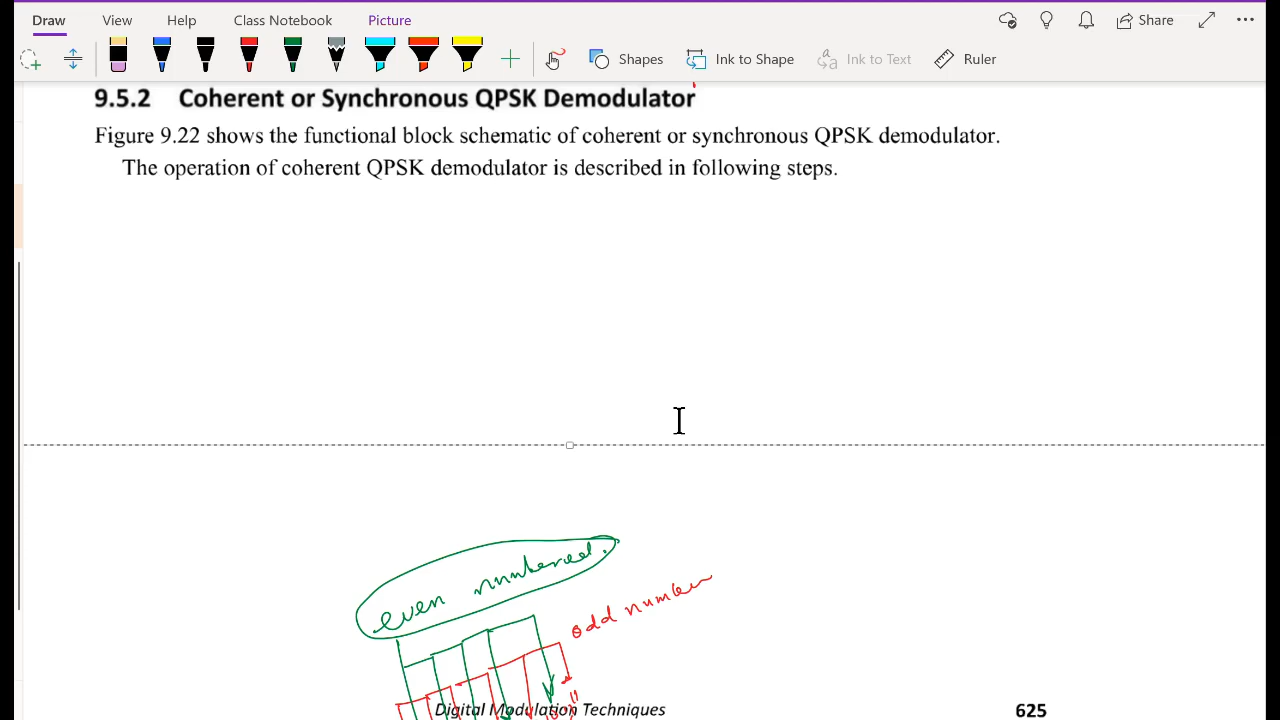 Draw View Help Class Notebook Picture Share
Shapes Ink to Shape Ink to Text Ruler
9.5.2 Coherent or Synchronous QPSK Demodulator
Figure 9.22 shows the functional block schematic of coherent or synchronous QPSK demodulator.
The operation of coherent QPSK demodulator is described in following steps.
even numbered.
odd number
Digital Modulation Techniques 625